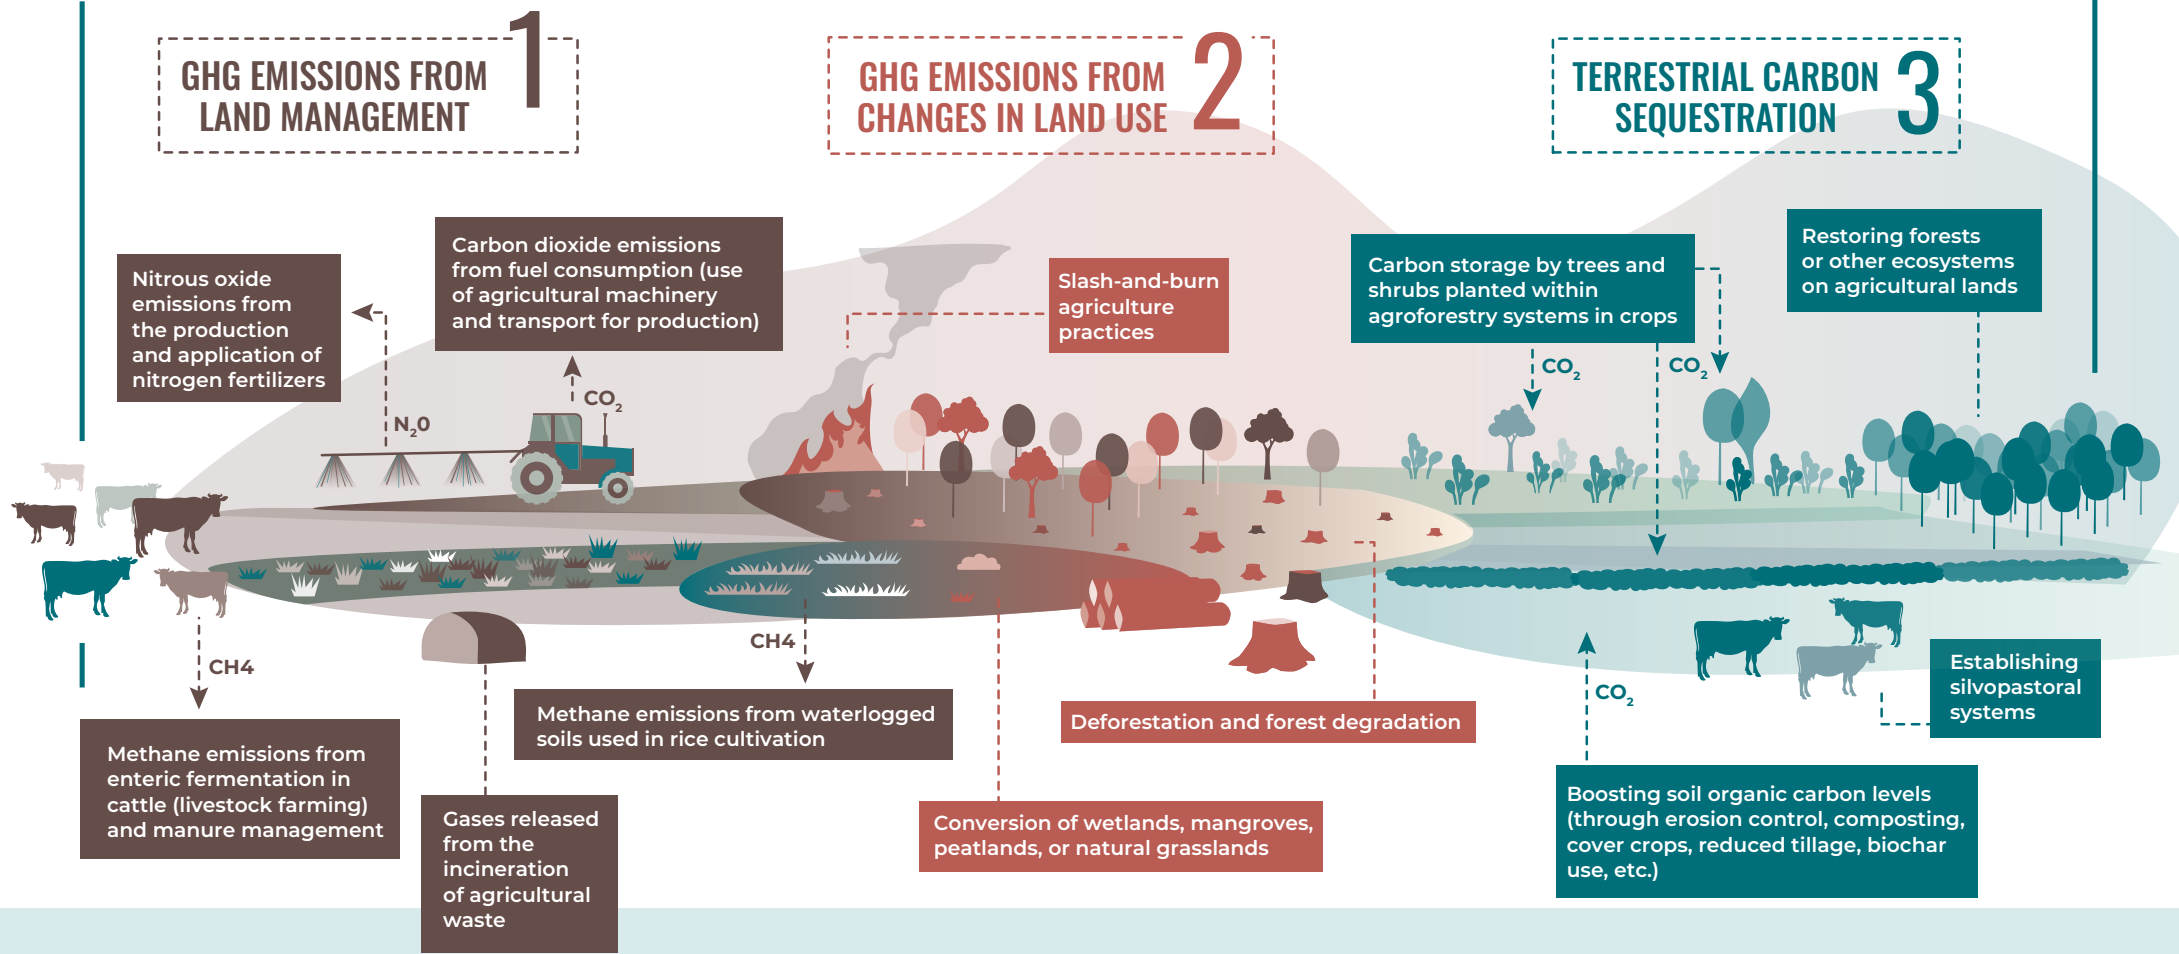 GHG EMISSIONS FROM
LAND MANAGEMENT
1
GHG EMISSIONS FROM
CHANGES IN LAND USE
2
TERRESTRIAL CARBON
SEQUESTRATION
3
Nitrous oxide
emissions from
the production
and application of
nitrogen fertilizers
N₂0
Carbon dioxide emissions
from fuel consumption (use
of agricultural machinery
and transport for production)
CO₂
Slash-and-burn
agriculture
practices
Carbon storage by trees and
shrubs planted within
agroforestry systems in crops
CO₂
CO₂
Restoring forests
or other ecosystems
on agricultural lands
CH4
Methane emissions from
enteric fermentation in
cattle (livestock farming)
and manure management
Gases released
from the
incineration
of agricultural
waste
CH4
Methane emissions from waterlogged
soils used in rice cultivation
Conversion of wetlands, mangroves,
peatlands, or natural grasslands
Deforestation and forest degradation
CO₂
Boosting soil organic carbon levels
(through erosion control, composting,
cover crops, reduced tillage, biochar
use, etc.)
Establishing
silvopastoral
systems